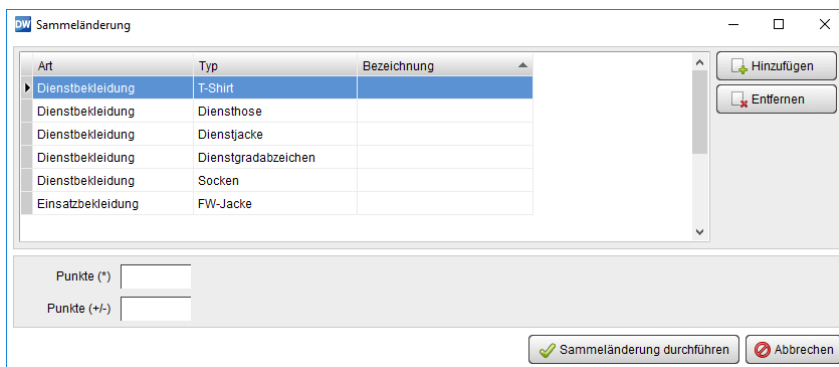 DW Sammeländerung
Art Typ Bezeichnung
Dienstbekleidung T-Shirt
Dienstbekleidung Diensthose
Dienstbekleidung Dienstjacke
Dienstbekleidung Dienstgradabzeichen
Dienstbekleidung Socken
Einsatzbekleidung FW-Jacke
Hinzufügen
Entfernen
Punkte (*)
Punkte (+/-)
Sammeländerung durchführen Abbrechen